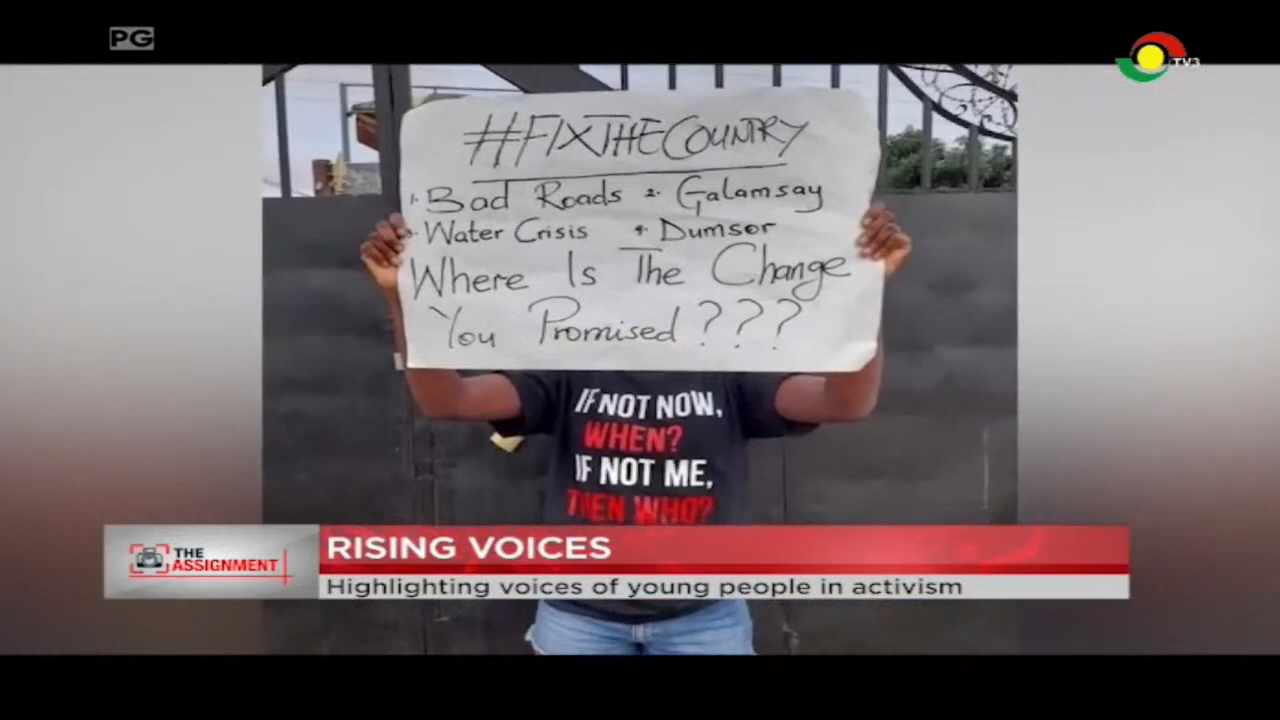 PG
TV3
#FIXTHECOUNTRY
1. Bad Roads 2. Galamsay
3. Water Crisis 4. Dumsor
Where Is The Change
You Promised ???
IF NOT NOW,
WHEN?
IF NOT ME,
THEN WHO?
THE
ASSIGNMENT
RISING VOICES
Highlighting voices of young people in activism